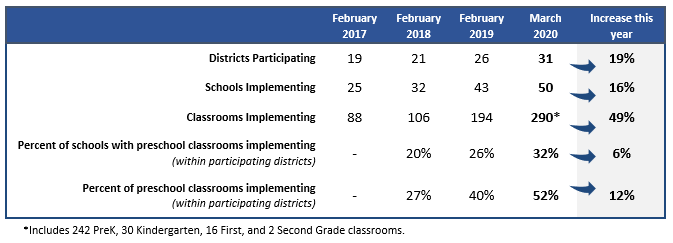 February 2017 February 2018 February 2019 March 2020 Increase this year
Districts Participating 19 21 26 31 19%
Schools Implementing 25 32 43 50 16%
Classrooms Implementing 88 106 194 290* 49%
Percent of schools with preschool classrooms implementing
(within participating districts) - 20% 26% 32% 6%
Percent of preschool classrooms implementing
(within participating districts) - 27% 40% 52% 12%
*Includes 242 PreK, 30 Kindergarten, 16 First, and 2 Second Grade classrooms.